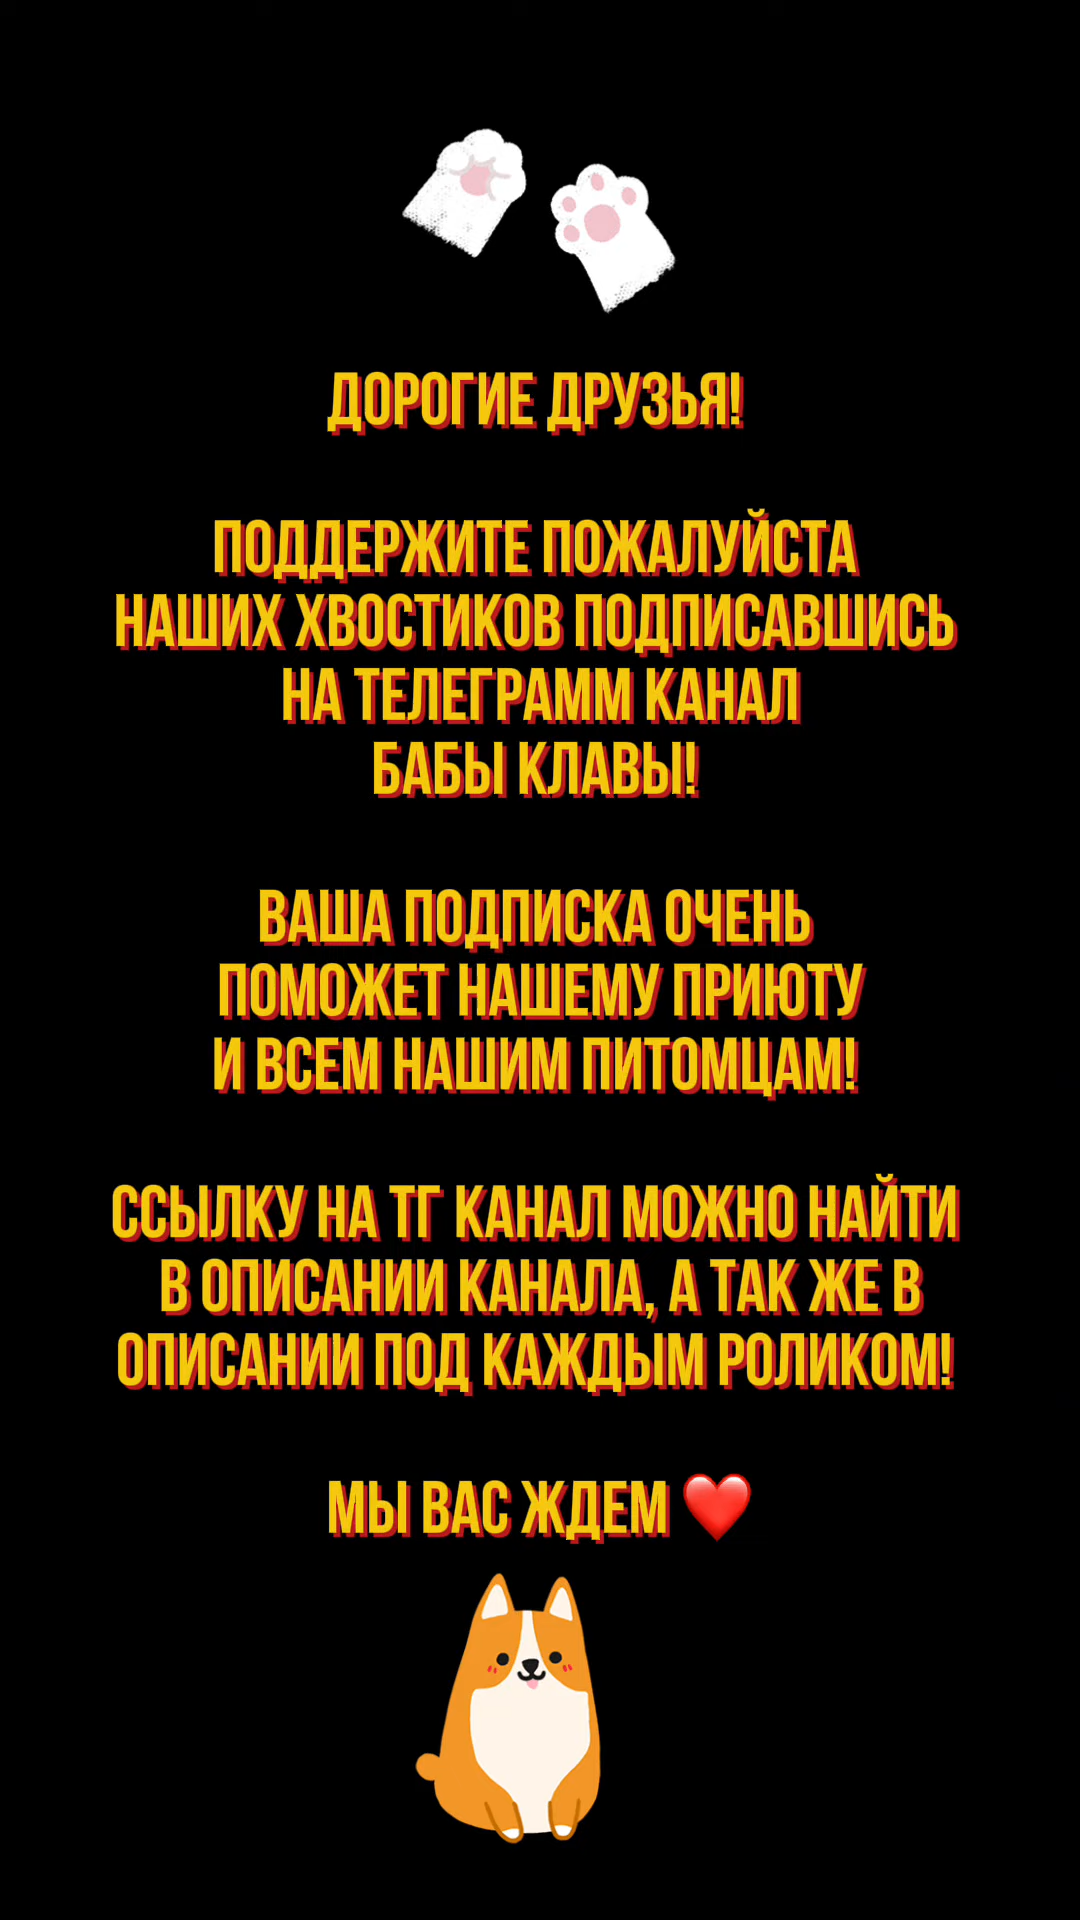 ДОРОГИЕ ДРУЗЬЯ!
ПОДДЕРЖИТЕ ПОЖАЛУЙСТА
НАШИХ ХВОСТИКОВ ПОДПИСАВШИСЬ
НА ТЕЛЕГРАММ КАНАЛ
БАБЫ КЛАВЫ!
ВАША ПОДПИСКА ОЧЕНЬ
ПОМОЖЕТ НАШЕМУ ПРИЮТУ
И ВСЕМ НАШИМ ПИТОМЦАМ!
ССЫЛКУ НА ТГ КАНАЛ МОЖНО НАЙТИ
В ОПИСАНИИ КАНАЛА, А ТАК ЖЕ В
ОПИСАНИИ ПОД КАЖДЫМ РОЛИКОМ!
МЫ ВАС ЖДЕМ ❤️